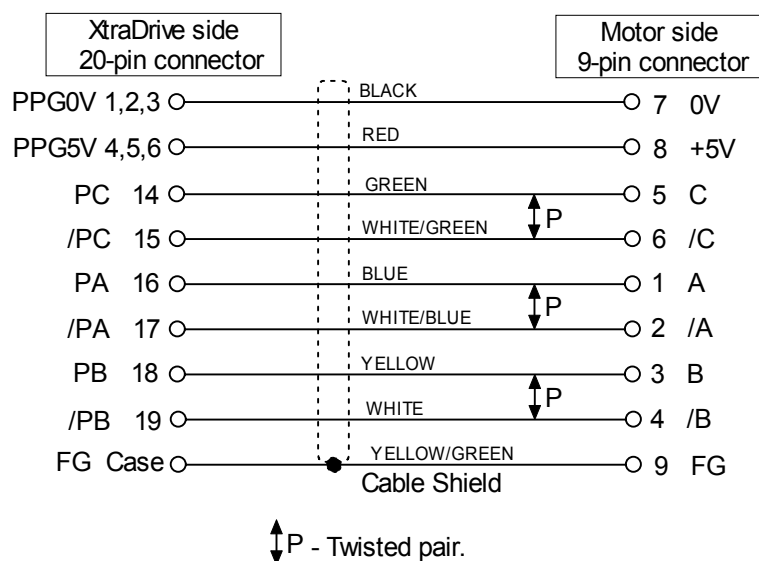 XtraDrive side
20-pin connector
Motor side
9-pin connector
PPG0V 1,2,3 BLACK 7 0V
PPG5V 4,5,6 RED 8 +5V
PC 14 GREEN 5 C
P
/PC 15 WHITE/GREEN 6 /C
PA 16 BLUE 1 A
P
/PA 17 WHITE/BLUE 2 /A
PB 18 YELLOW 3 B
P
/PB 19 WHITE 4 /B
FG Case YELLOW/GREEN 9 FG
Cable Shield
P - Twisted pair.